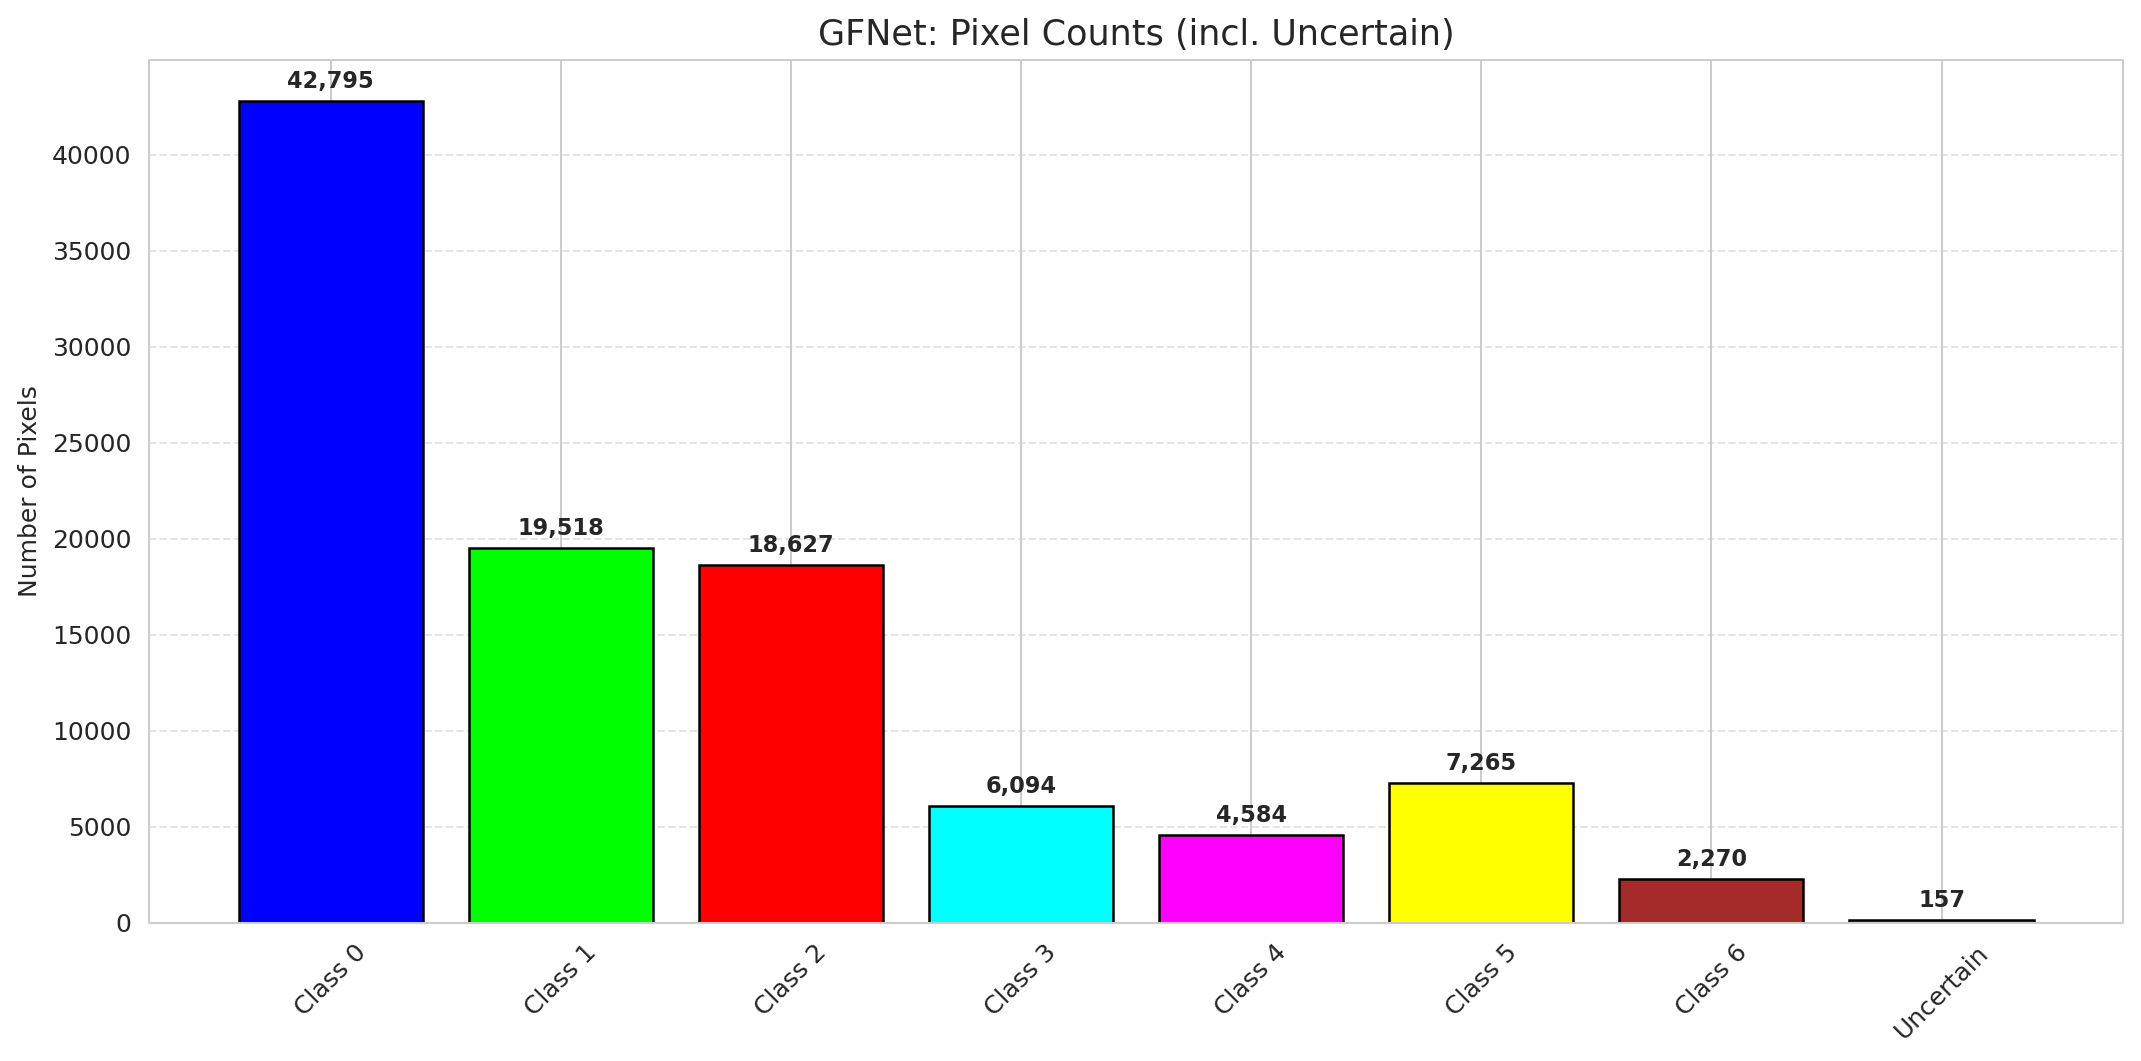 GFNet: Pixel Counts (incl. Uncertain)
Number of Pixels
40000
35000
30000
25000
20000
15000
10000
5000
0
42,795
19,518
18,627
6,094
4,584
7,265
2,270
157
Class 0
Class 1
Class 2
Class 3
Class 4
Class 5
Class 6
Uncertain